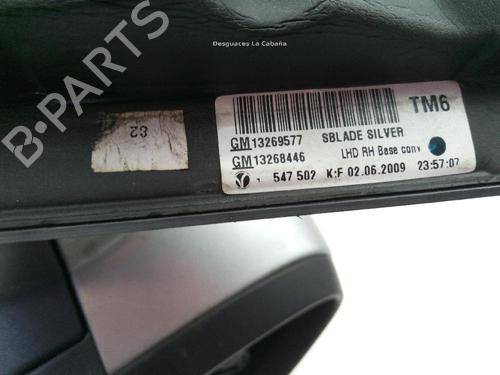 Desguaces La Cabaña
B-PARTS
TM6
GM13269577 SBLADE SILVER
GM13268446 LHD RH Base conv
547 502 K:F 02.06.2009 23:57:07
82